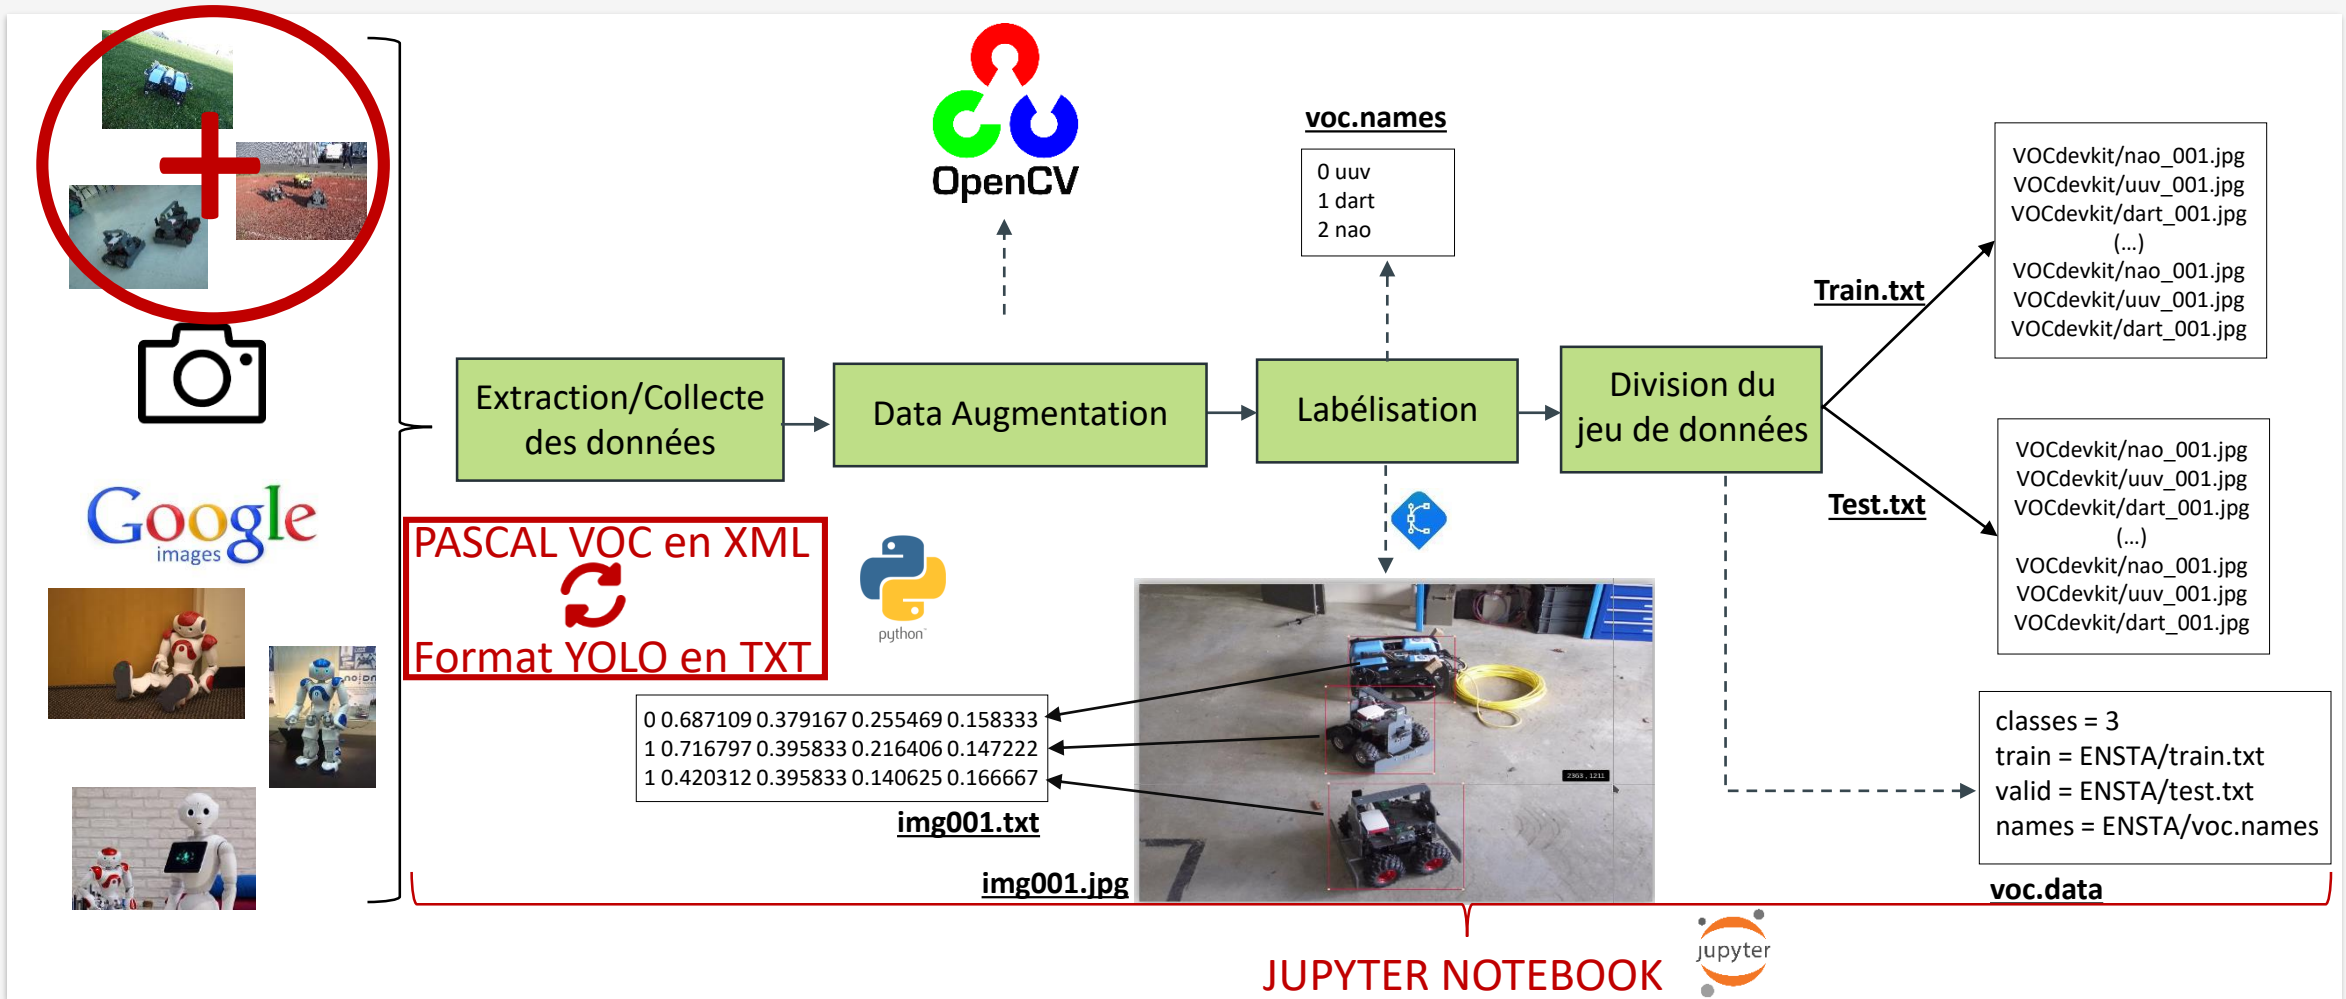 OpenCV
voc.names
0 uuv
1 dart
2 nao
Train.txt
VOCdevkit/nao_001.jpg
VOCdevkit/uuv_001.jpg
VOCdevkit/dart_001.jpg
(...)
VOCdevkit/nao_001.jpg
VOCdevkit/uuv_001.jpg
VOCdevkit/dart_001.jpg
Extraction/Collecte
des données
Data Augmentation
Labélisation
Division du
jeu de données
Test.txt
VOCdevkit/nao_001.jpg
VOCdevkit/uuv_001.jpg
VOCdevkit/dart_001.jpg
(...)
VOCdevkit/nao_001.jpg
VOCdevkit/uuv_001.jpg
VOCdevkit/dart_001.jpg
Google
images
PASCAL VOC en XML
Format YOLO en TXT
python
0 0.687109 0.379167 0.255469 0.158333
1 0.716797 0.395833 0.216406 0.147222
1 0.420312 0.395833 0.140625 0.166667
img001.txt
img001.jpg
2363 , 1211
classes = 3
train = ENSTA/train.txt
valid = ENSTA/test.txt
names = ENSTA/voc.names
voc.data
JUPYTER NOTEBOOK
jupyter